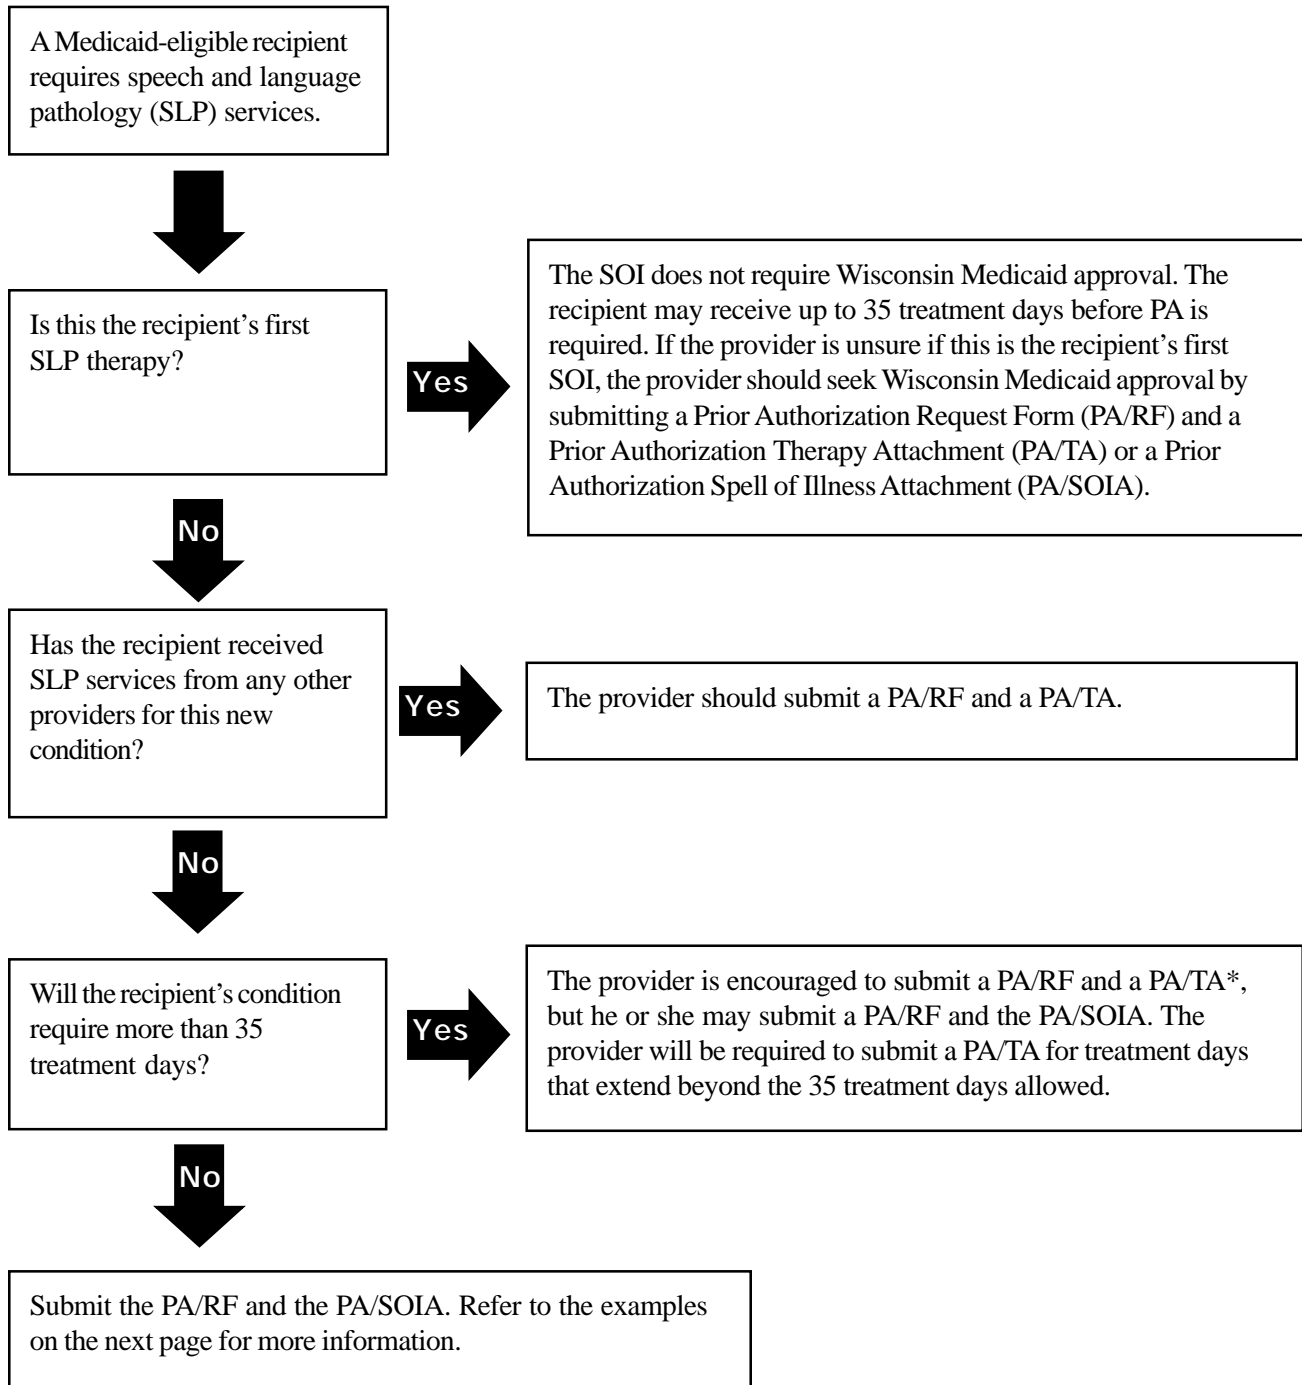 A Medicaid-eligible recipient
requires speech and language
pathology (SLP) services.
Is this the recipient's first
SLP therapy?
Yes
The SOI does not require Wisconsin Medicaid approval. The
recipient may receive up to 35 treatment days before PA is
required. If the provider is unsure if this is the recipient's first
SOI, the provider should seek Wisconsin Medicaid approval by
submitting a Prior Authorization Request Form (PA/RF) and a
Prior Authorization Therapy Attachment (PA/TA) or a Prior
Authorization Spell of Illness Attachment (PA/SOIA).
No
Has the recipient received
SLP services from any other
providers for this new
condition?
Yes
The provider should submit a PA/RF and a PA/TA.
No
Will the recipient's condition
require more than 35
treatment days?
Yes
The provider is encouraged to submit a PA/RF and a PA/TA*,
but he or she may submit a PA/RF and the PA/SOIA. The
provider will be required to submit a PA/TA for treatment days
that extend beyond the 35 treatment days allowed.
No
Submit the PA/RF and the PA/SOIA. Refer to the examples
on the next page for more information.